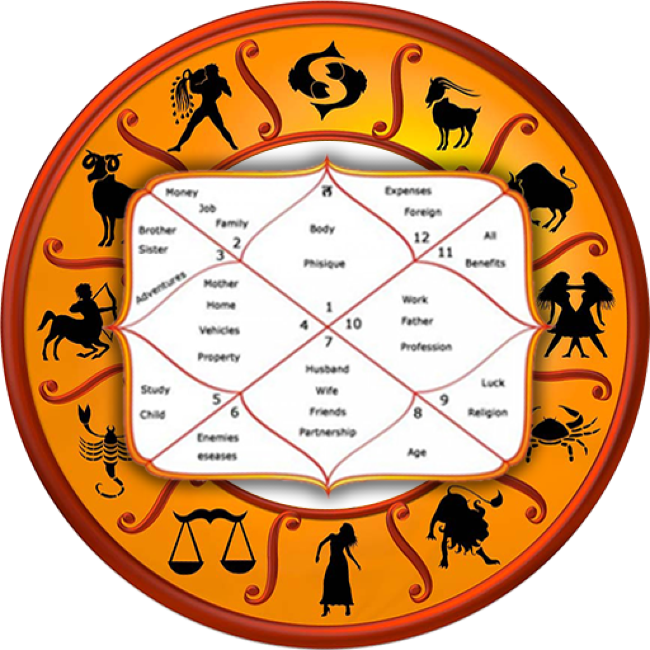 Money
Job
Family
2
Brother
Sister
3
Adventures
Body
Phisique
1
Expenses
Foreign
12
All
Benefits
11
Mother
Home
Vehicles
Property
4
10
Work
Father
Profession
7
Husband
Wife
Friends
Partnership
Study
Child
5
6
Enemies
eseases
8
Age
9
Luck
Religion